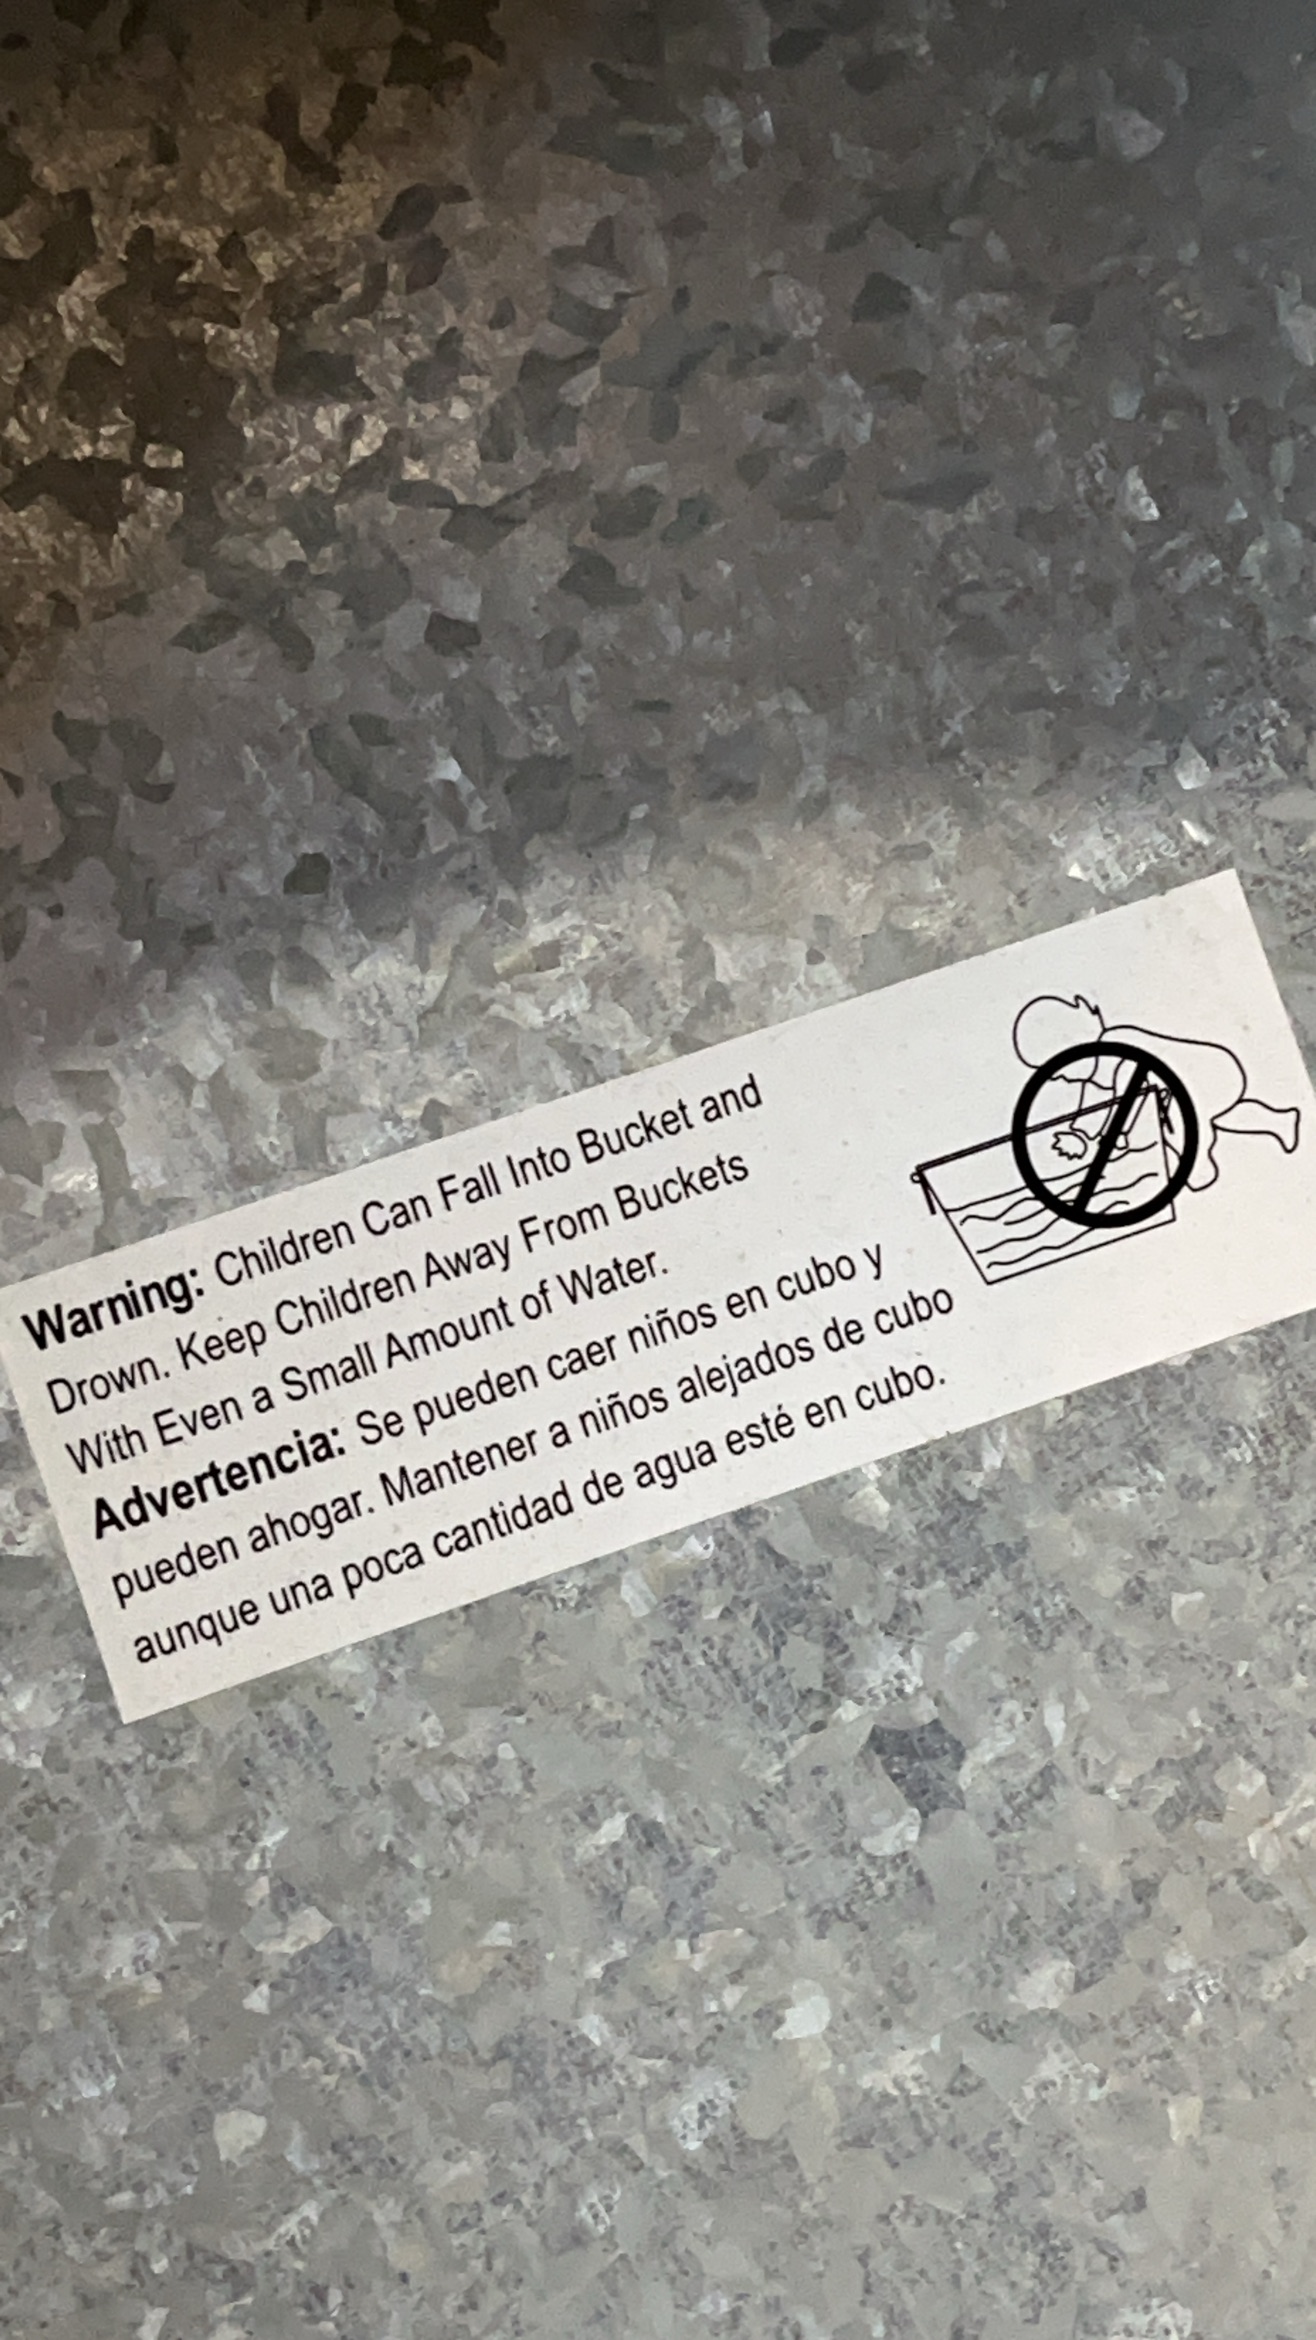 Warning: Children Can Fall Into Bucket and
Drown. Keep Children Away From Buckets
With Even a Small Amount of Water.
Advertencia: Se pueden caer niños en cubo y
pueden ahogar. Mantener a niños alejados de cubo
aunque una poca cantidad de agua esté en cubo.